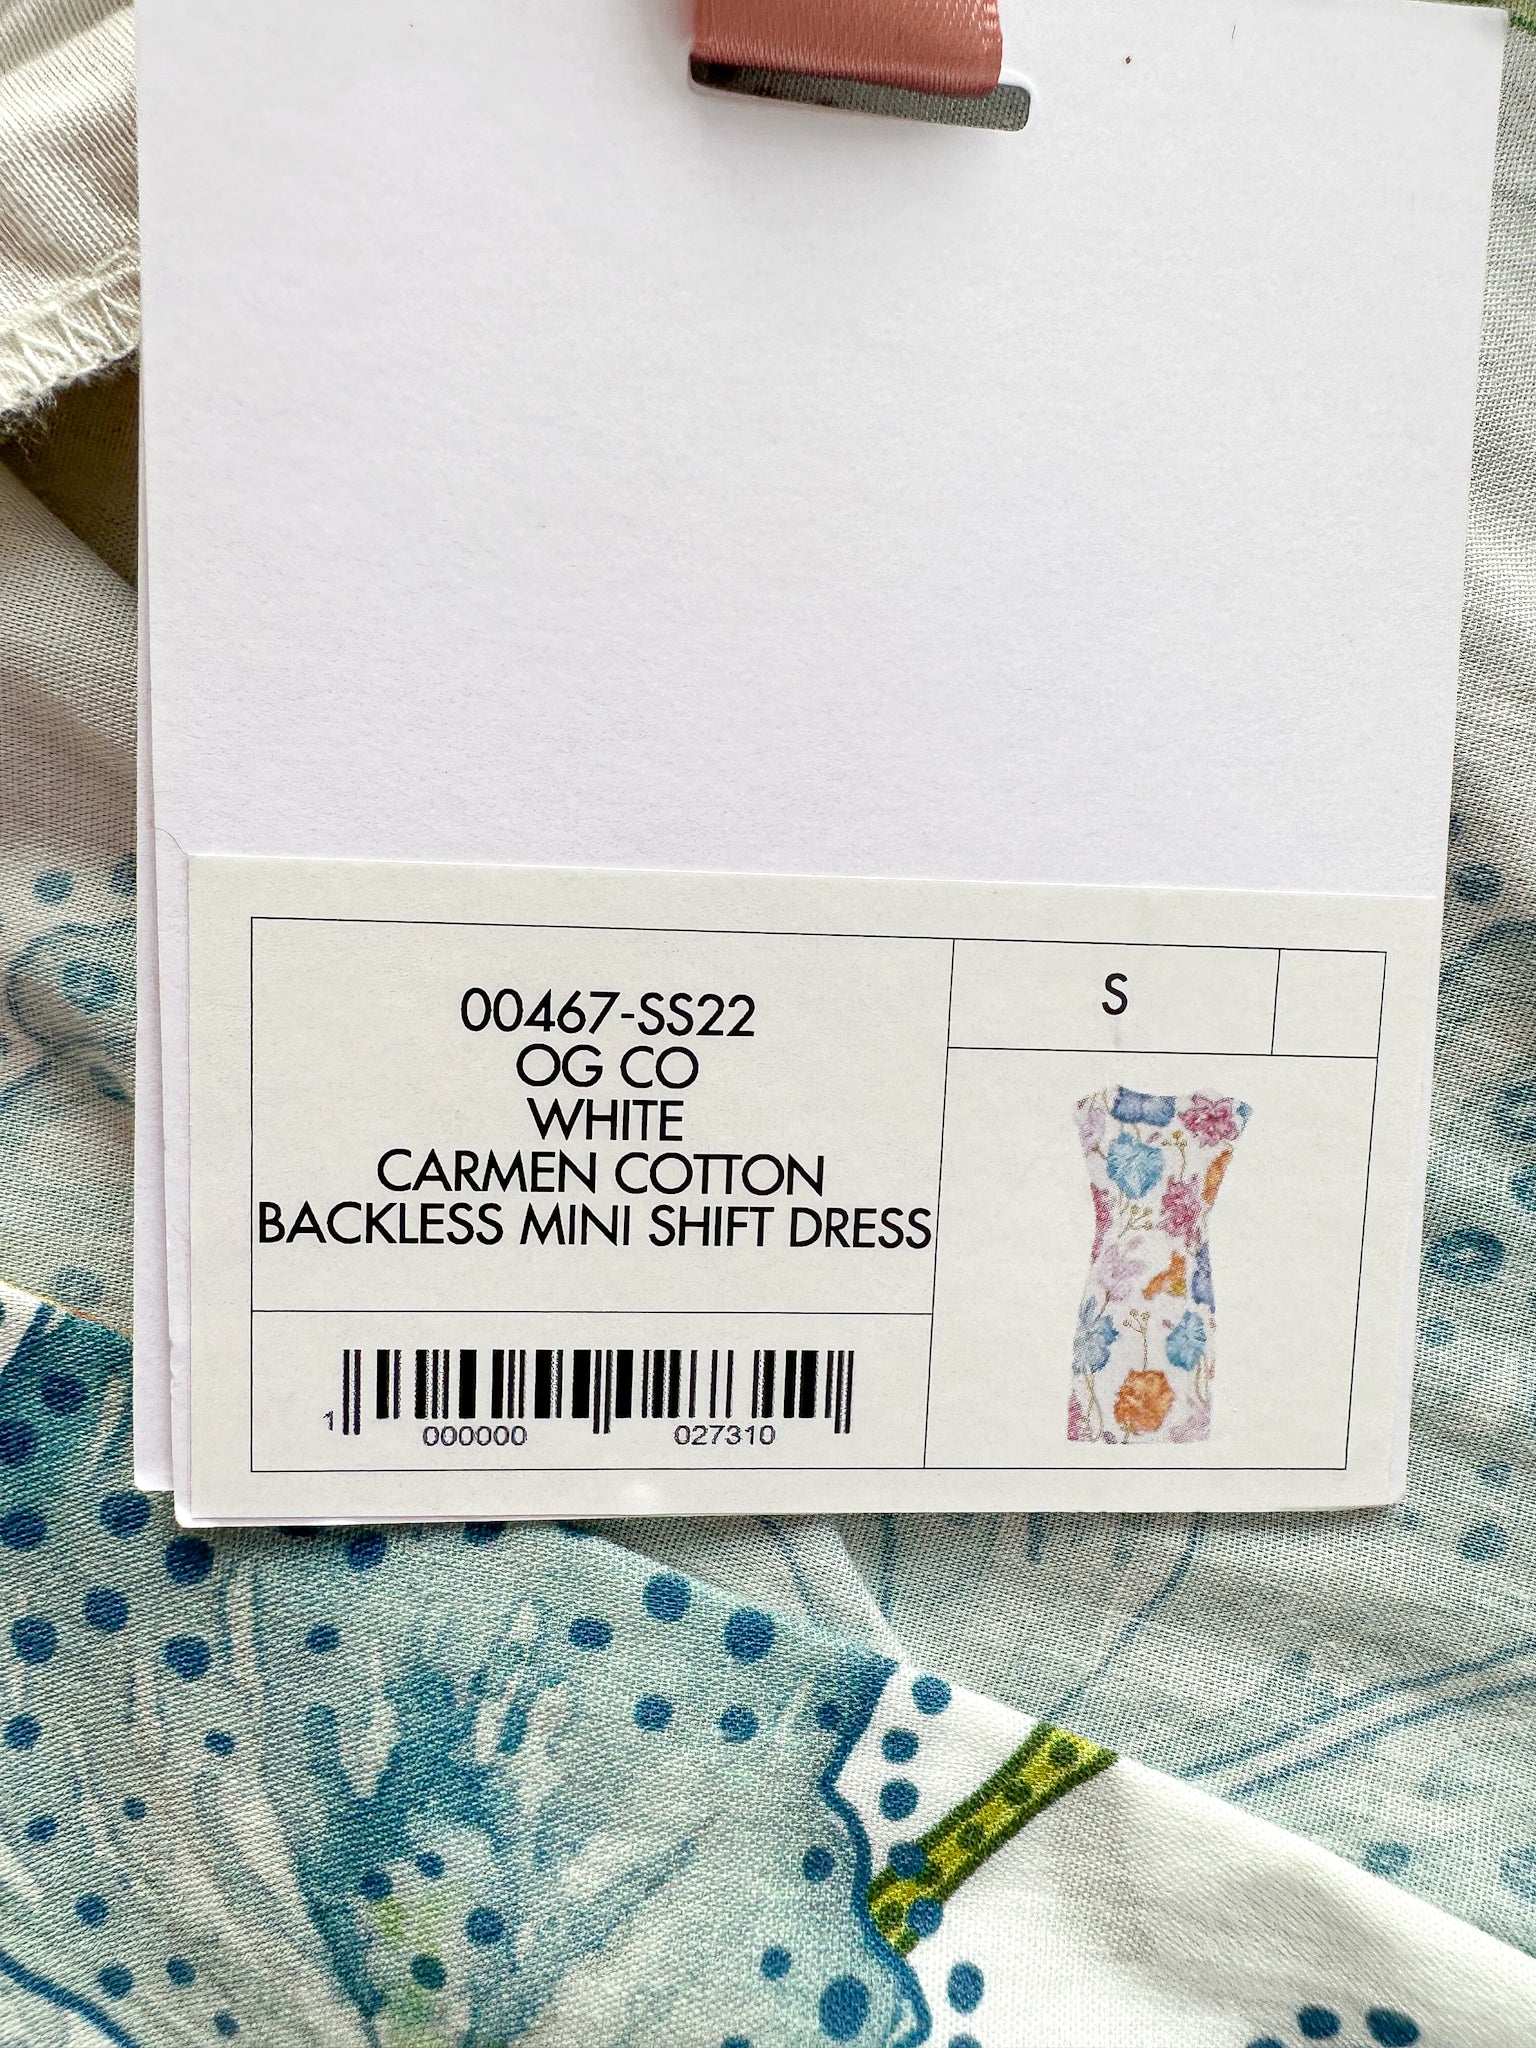 00467-SS22
OG CO
WHITE
CARMEN COTTON
BACKLESS MINI SHIFT DRESS
S
1 000000 027310